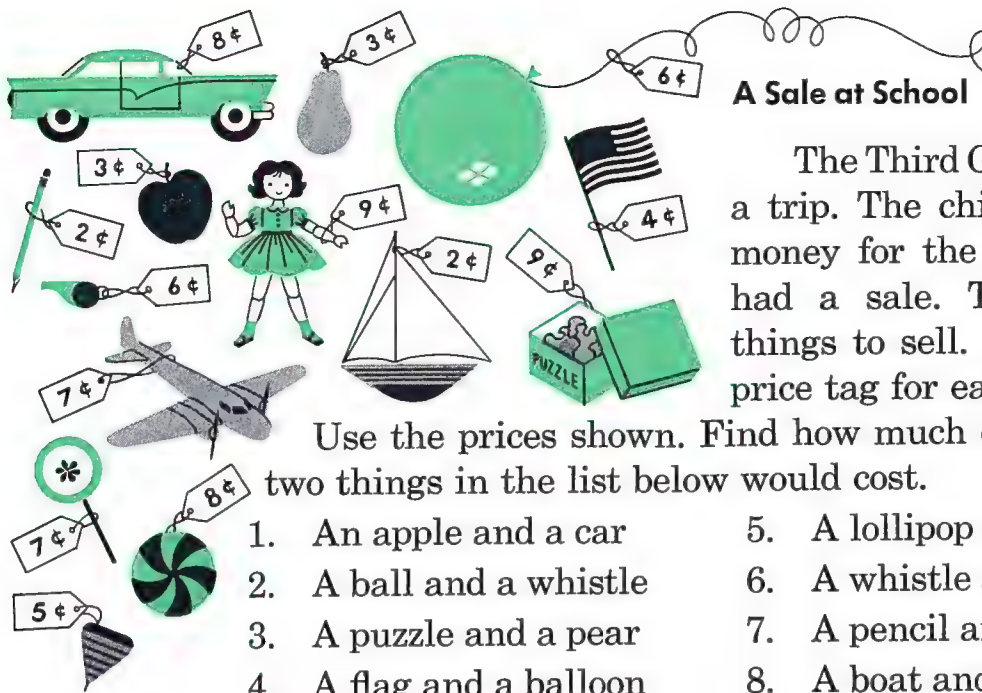 8¢
3¢
6¢
3¢
2¢
9¢
4¢
6¢
2¢
9¢
7¢
PUZZLE
7¢
8¢
5¢
A Sale at School
The Third
a trip. The chi
money for the
had a sale. T
things to sell.
price tag for ea
Use the prices shown. Find how much
two things in the list below would cost.
1. An apple and a car
2. A ball and a whistle
3. A puzzle and a pear
4. A flag and a balloon
5. A lollipop
6. A whistle
7. A pencil a
8. A boat and